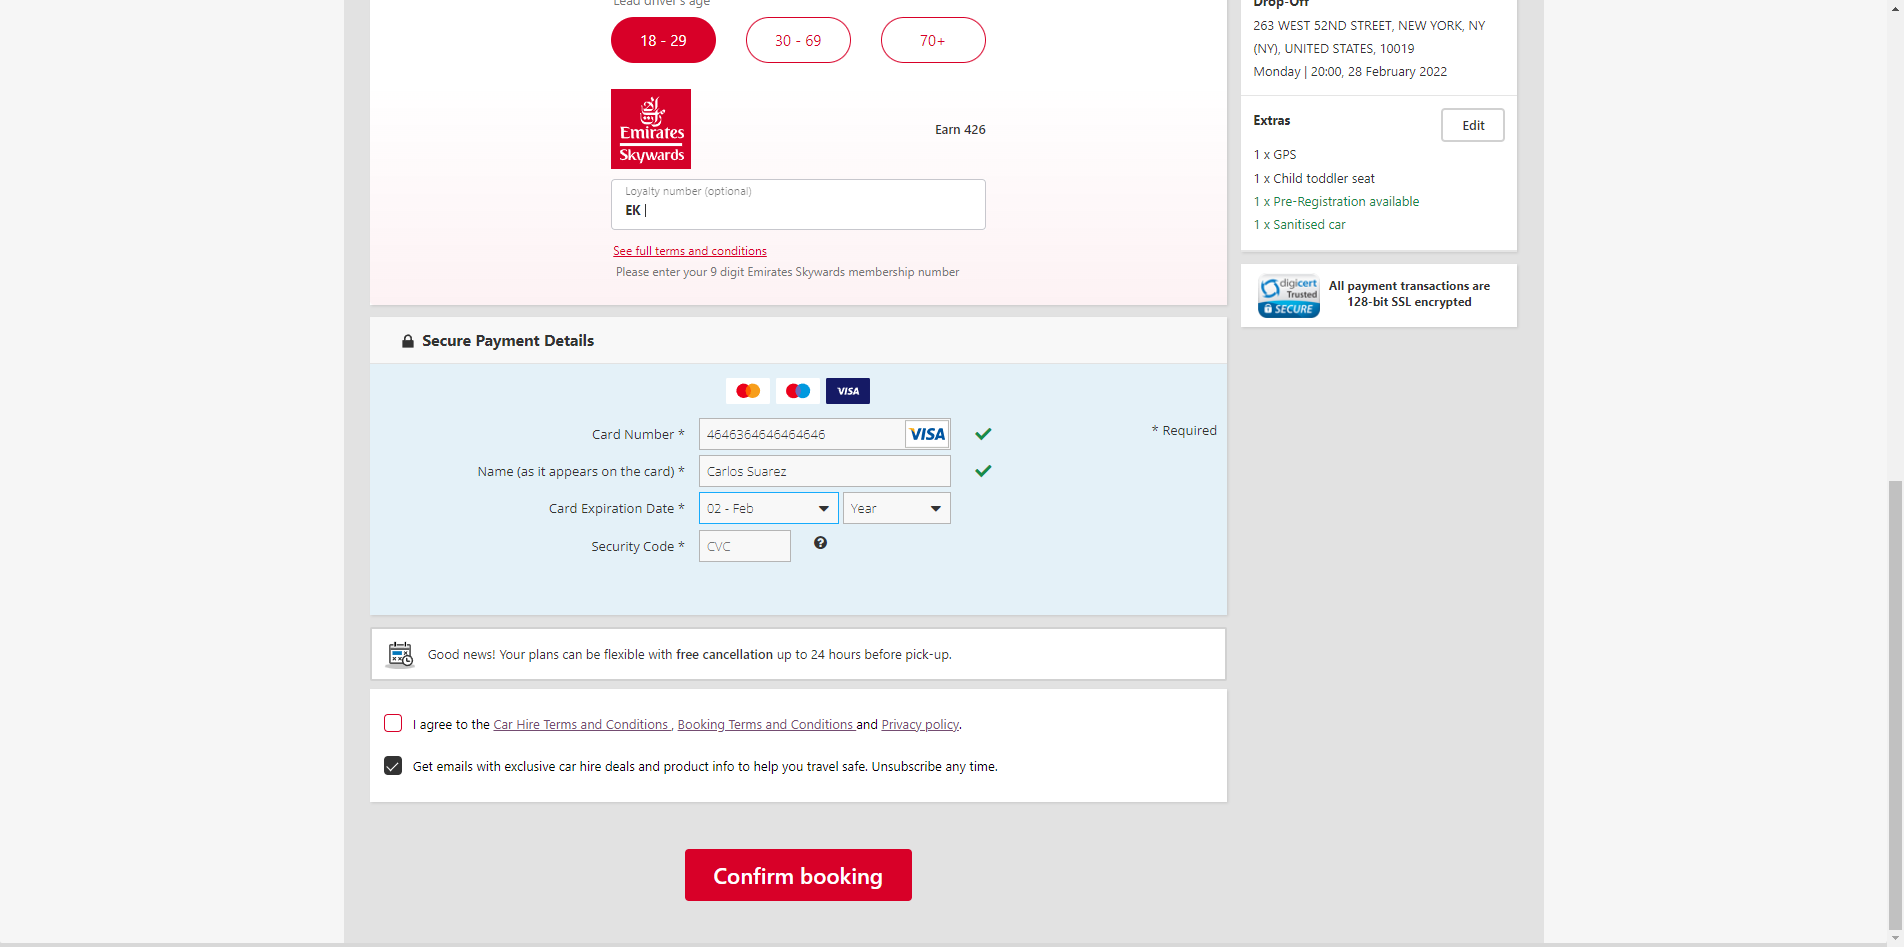 Lead driver's age
18 - 29
30 - 69
70+
Emirates
Skywards
Earn 426
Loyalty number (optional)
EK |
See full terms and conditions
Please enter your 9 digit Emirates Skywards membership number
Secure Payment Details
VISA
Card Number *
4646364646464646
VISA
* Required
Name (as it appears on the card) *
Carlos Suarez
Card Expiration Date *
02 - Feb
Year
Security Code *
CVC
?
Good news! Your plans can be flexible with free cancellation up to 24 hours before pick-up.
I agree to the Car Hire Terms and Conditions , Booking Terms and Conditions and Privacy policy.
Get emails with exclusive car hire deals and product info to help you travel safe. Unsubscribe any time.
Confirm booking
Drop-Off
263 WEST 52ND STREET, NEW YORK, NY
(NY), UNITED STATES, 10019
Monday | 20:00, 28 February 2022
Extras
Edit
1 x GPS
1 x Child toddler seat
1 x Pre-Registration available
1 x Sanitised car
digicert
Trusted
SECURE
All payment transactions are
128-bit SSL encrypted